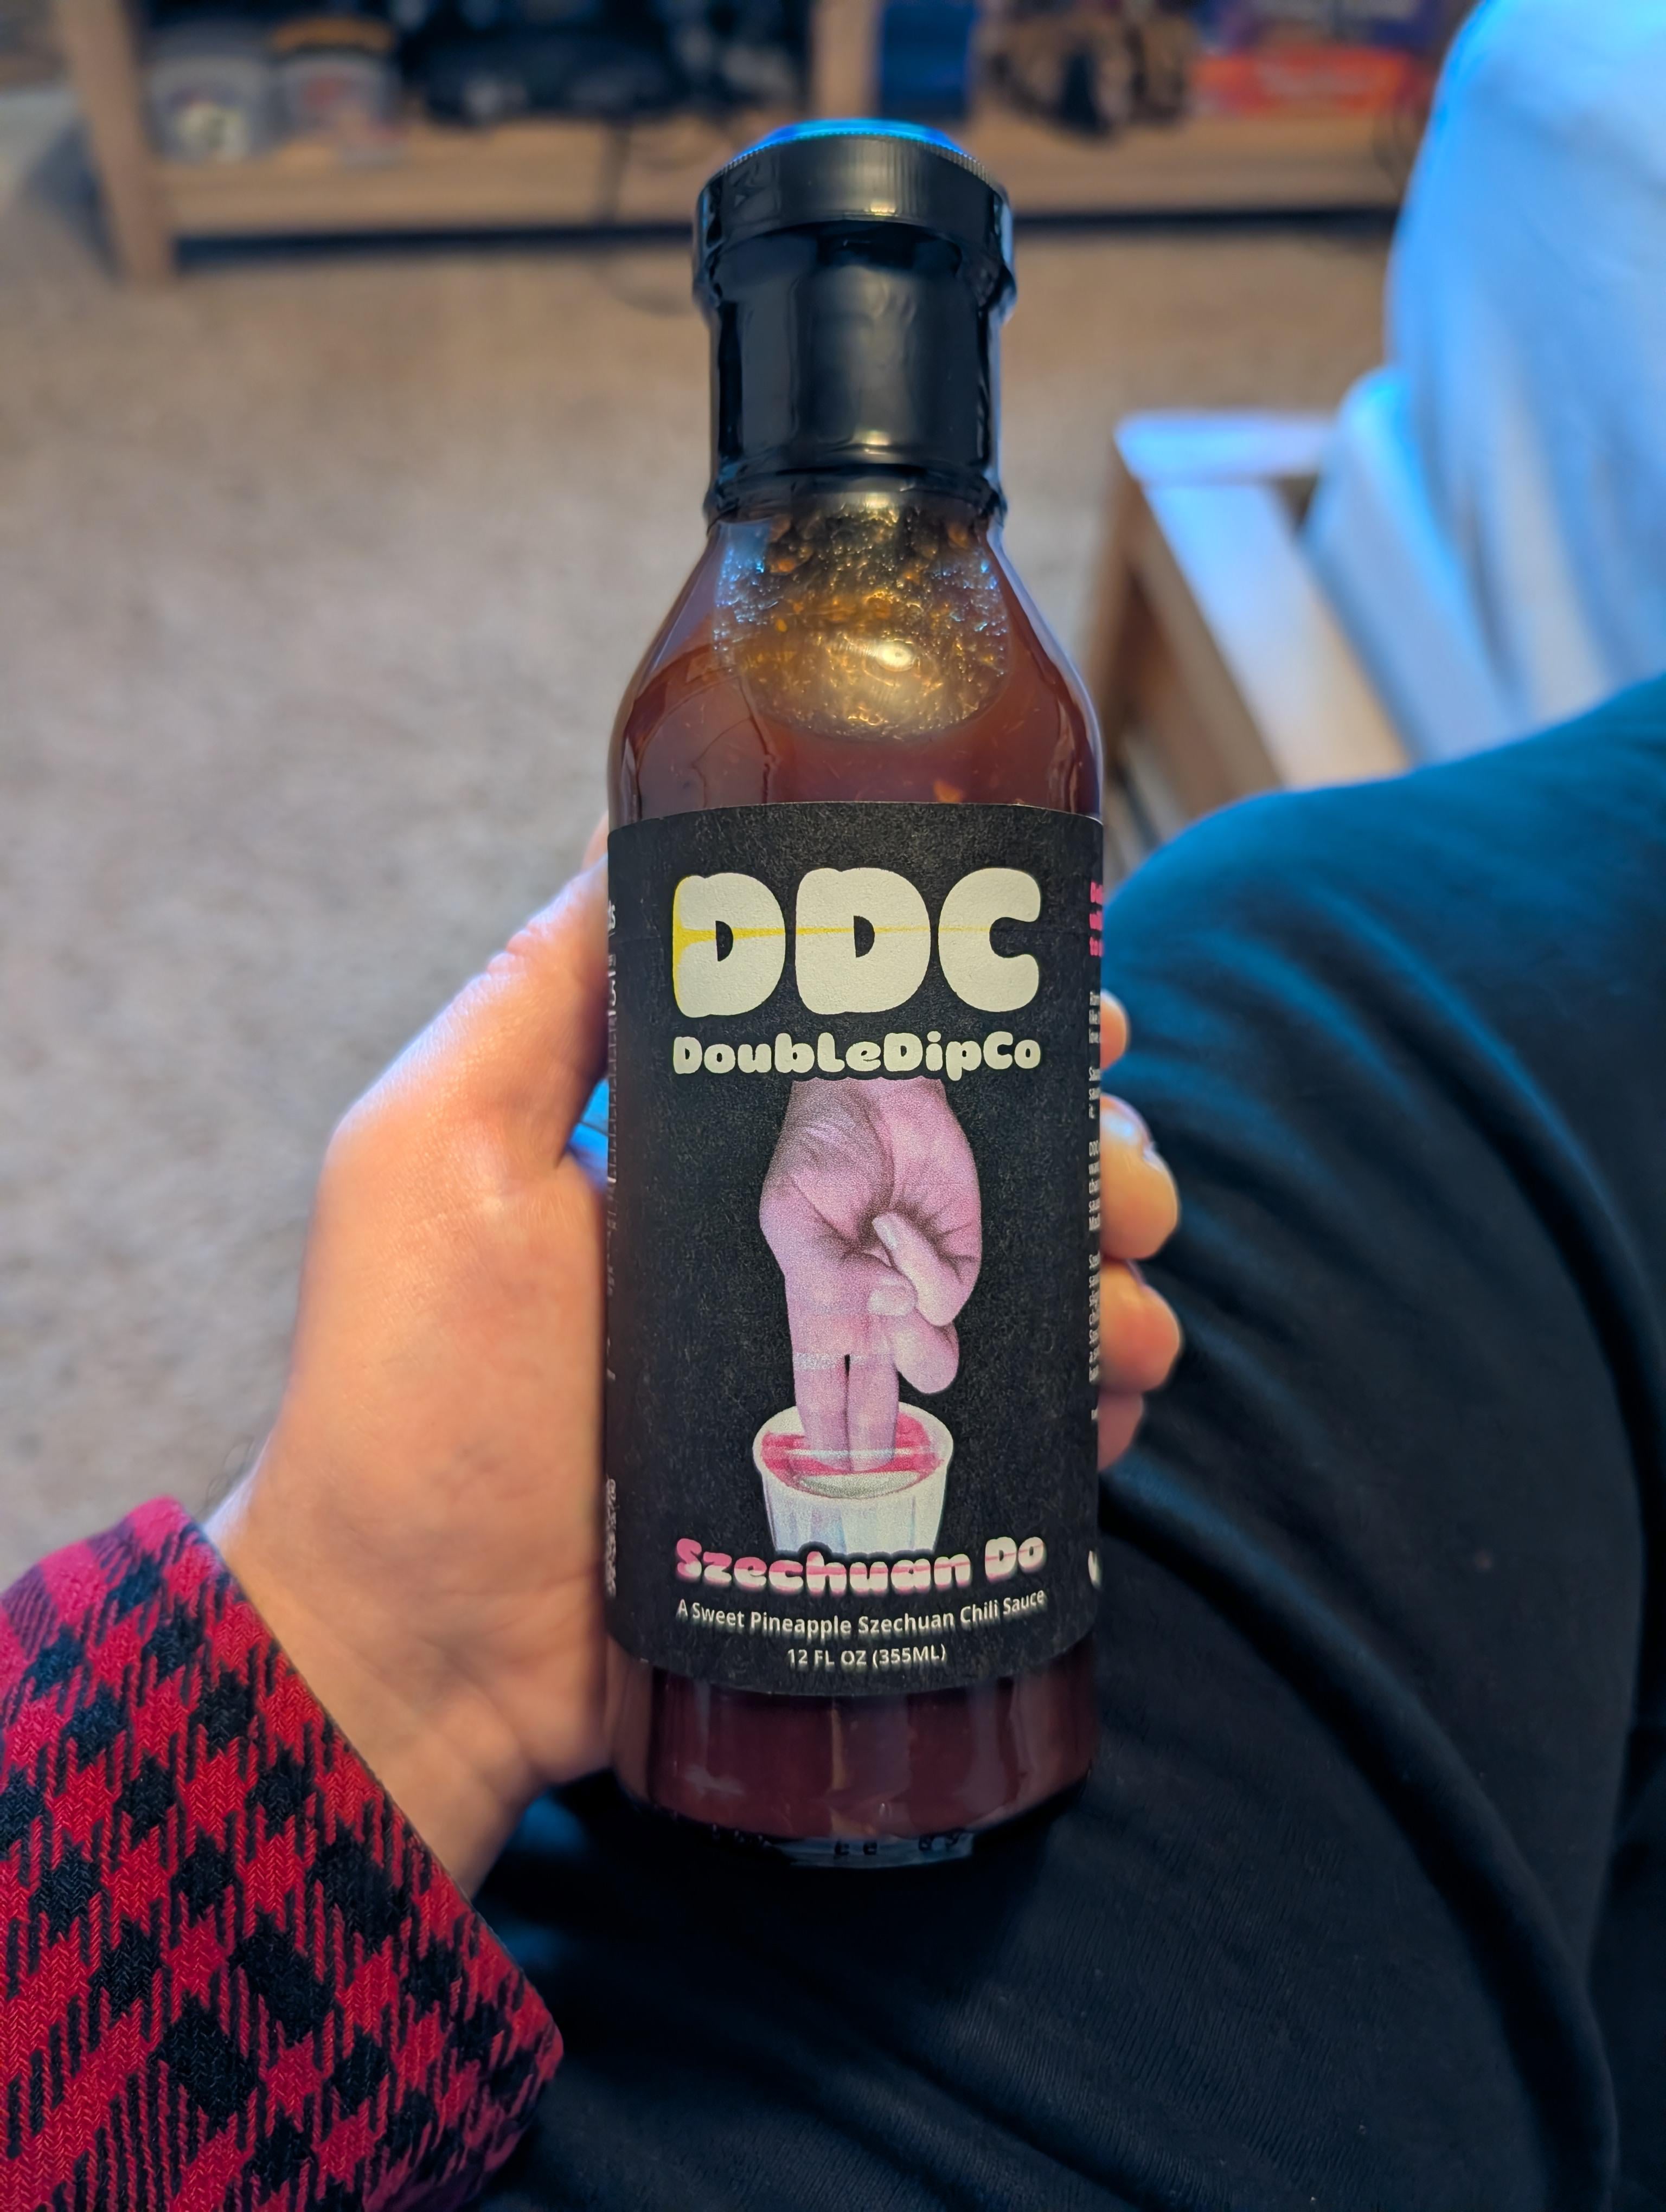 DDC
DoubLeDipCo
Szechuan Do
A Sweet Pineapple Szechuan Chili Sauce
12 FL OZ (355ML)